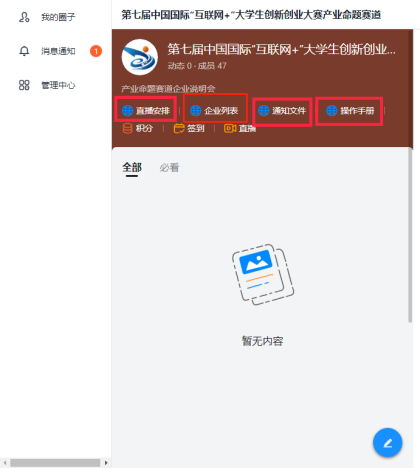 我的圈子
消息通知 1
管理中心
第七届中国国际“互联网+”大学生创新创业大赛产业命题赛道
第七届中国国际“互联网+”大学生创新创业...
动态 0 · 成员 47
产业命题赛道企业说明会
直播安排 企业列表 通知文件 操作手册
积分 签到 直播
全部 必看
暂无内容